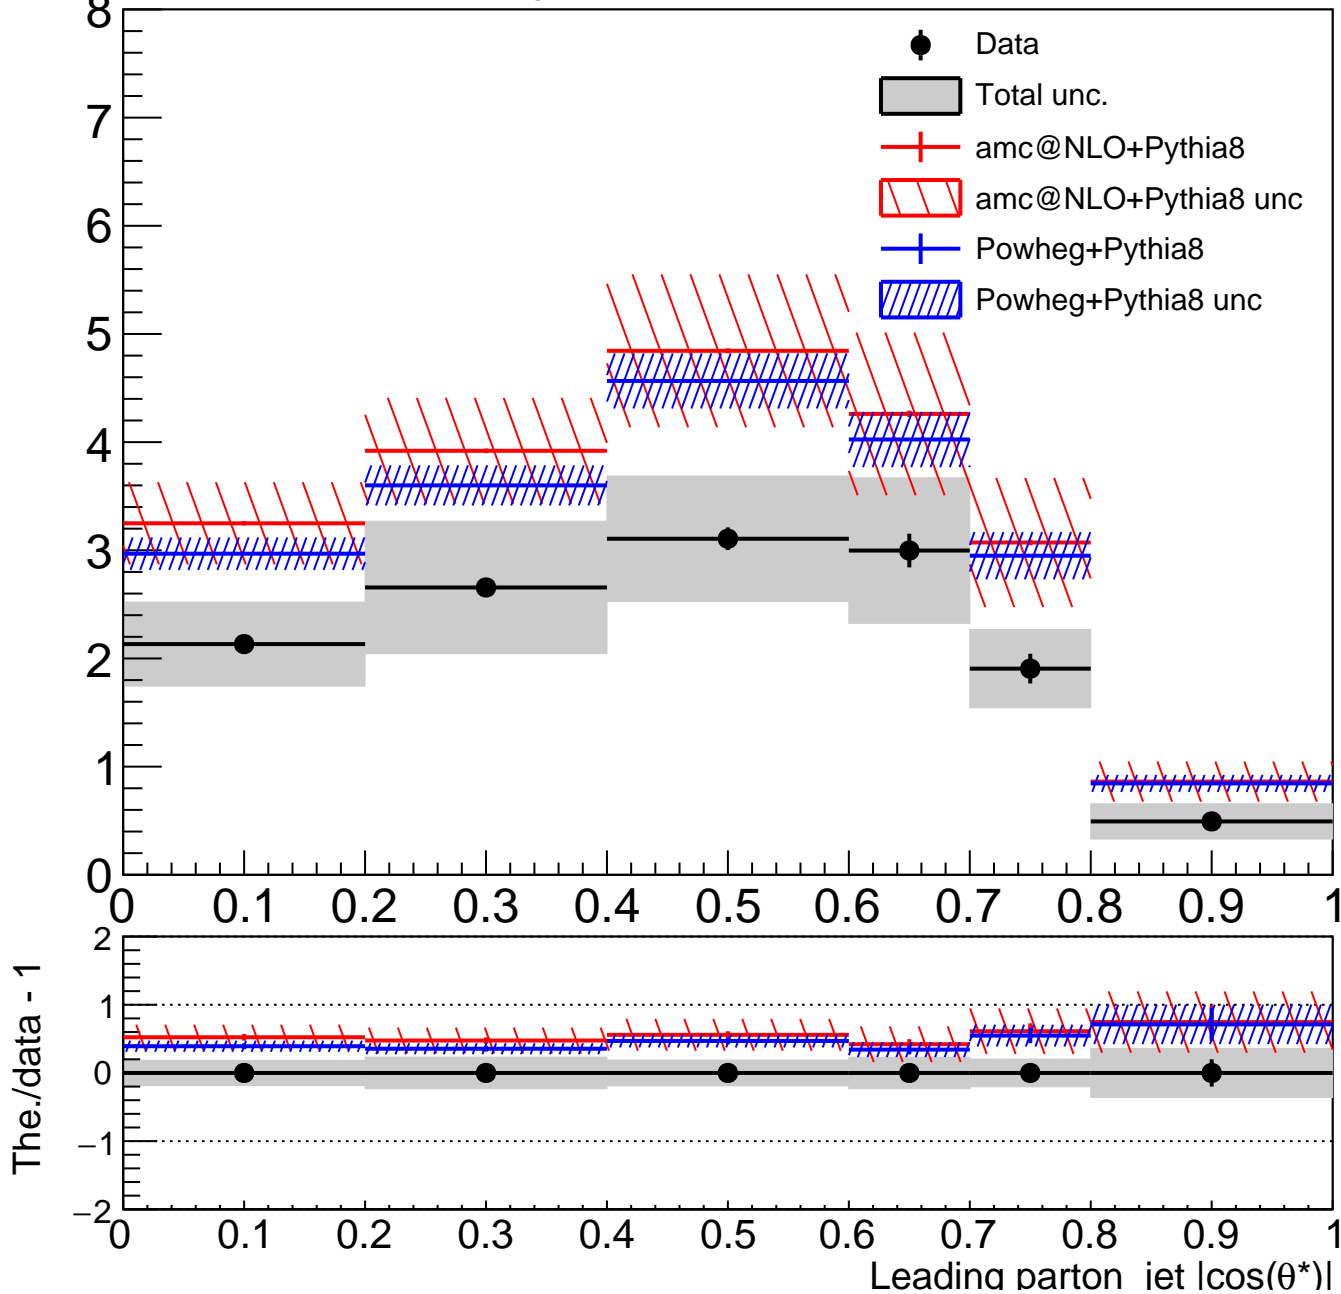 8
7
6
5
4
3
2
1
0
Data
Total unc.
amc@NLO+Pythia8
amc@NLO+Pythia8 unc
Powheg+Pythia8
Powheg+Pythia8 unc
0 0.1 0.2 0.3 0.4 0.5 0.6 0.7 0.8 0.9 1
The./data - 1
2
1
0
−1
−2
0 0.1 0.2 0.3 0.4 0.5 0.6 0.7 0.8 0.9 1
Leading parton jet |cos(θ*)|